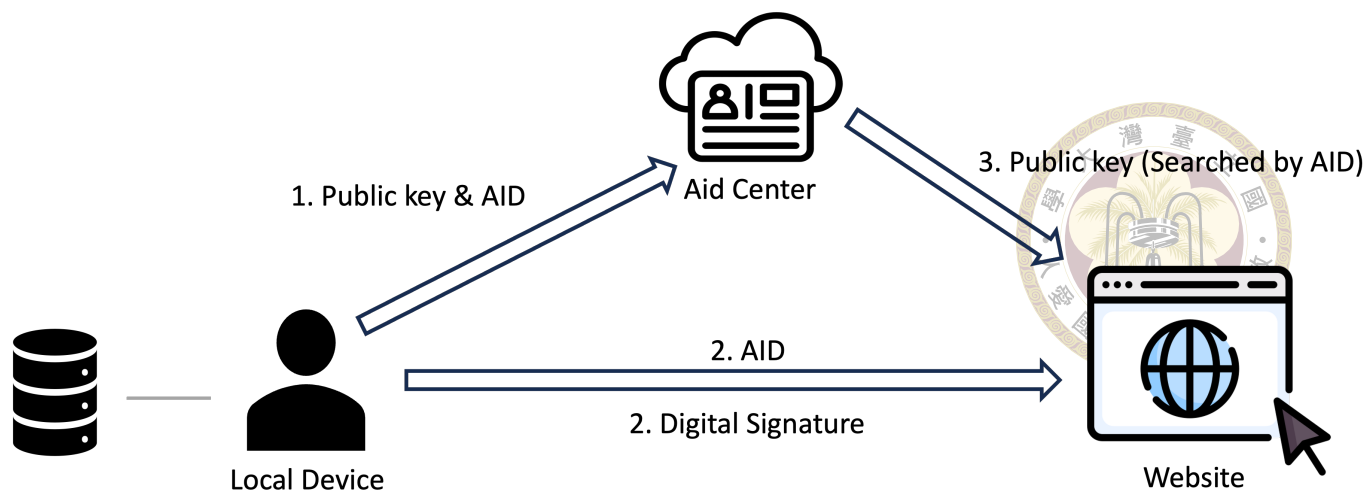 1. Public key & AID
Aid Center
3. Public key (Searched by AID)
2. AID
2. Digital Signature
Local Device
Website